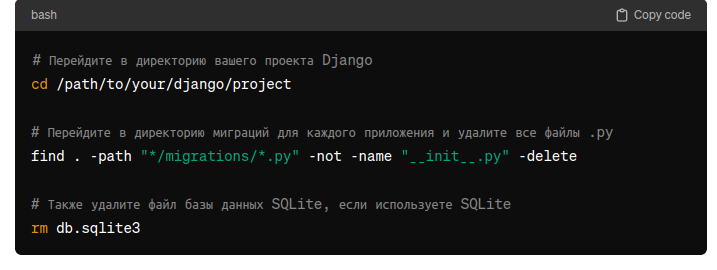 bash
Copy code
# Перейдите в директорию вашего проекта Django
cd /path/to/your/django/project
# Перейдите в директорию миграций для каждого приложения и удалите все файлы .py
find . -path "*/migrations/*.py" -not -name "__init__.py" -delete
# Также удалите файл базы данных SQLite, если используете SQLite
rm db.sqlite3